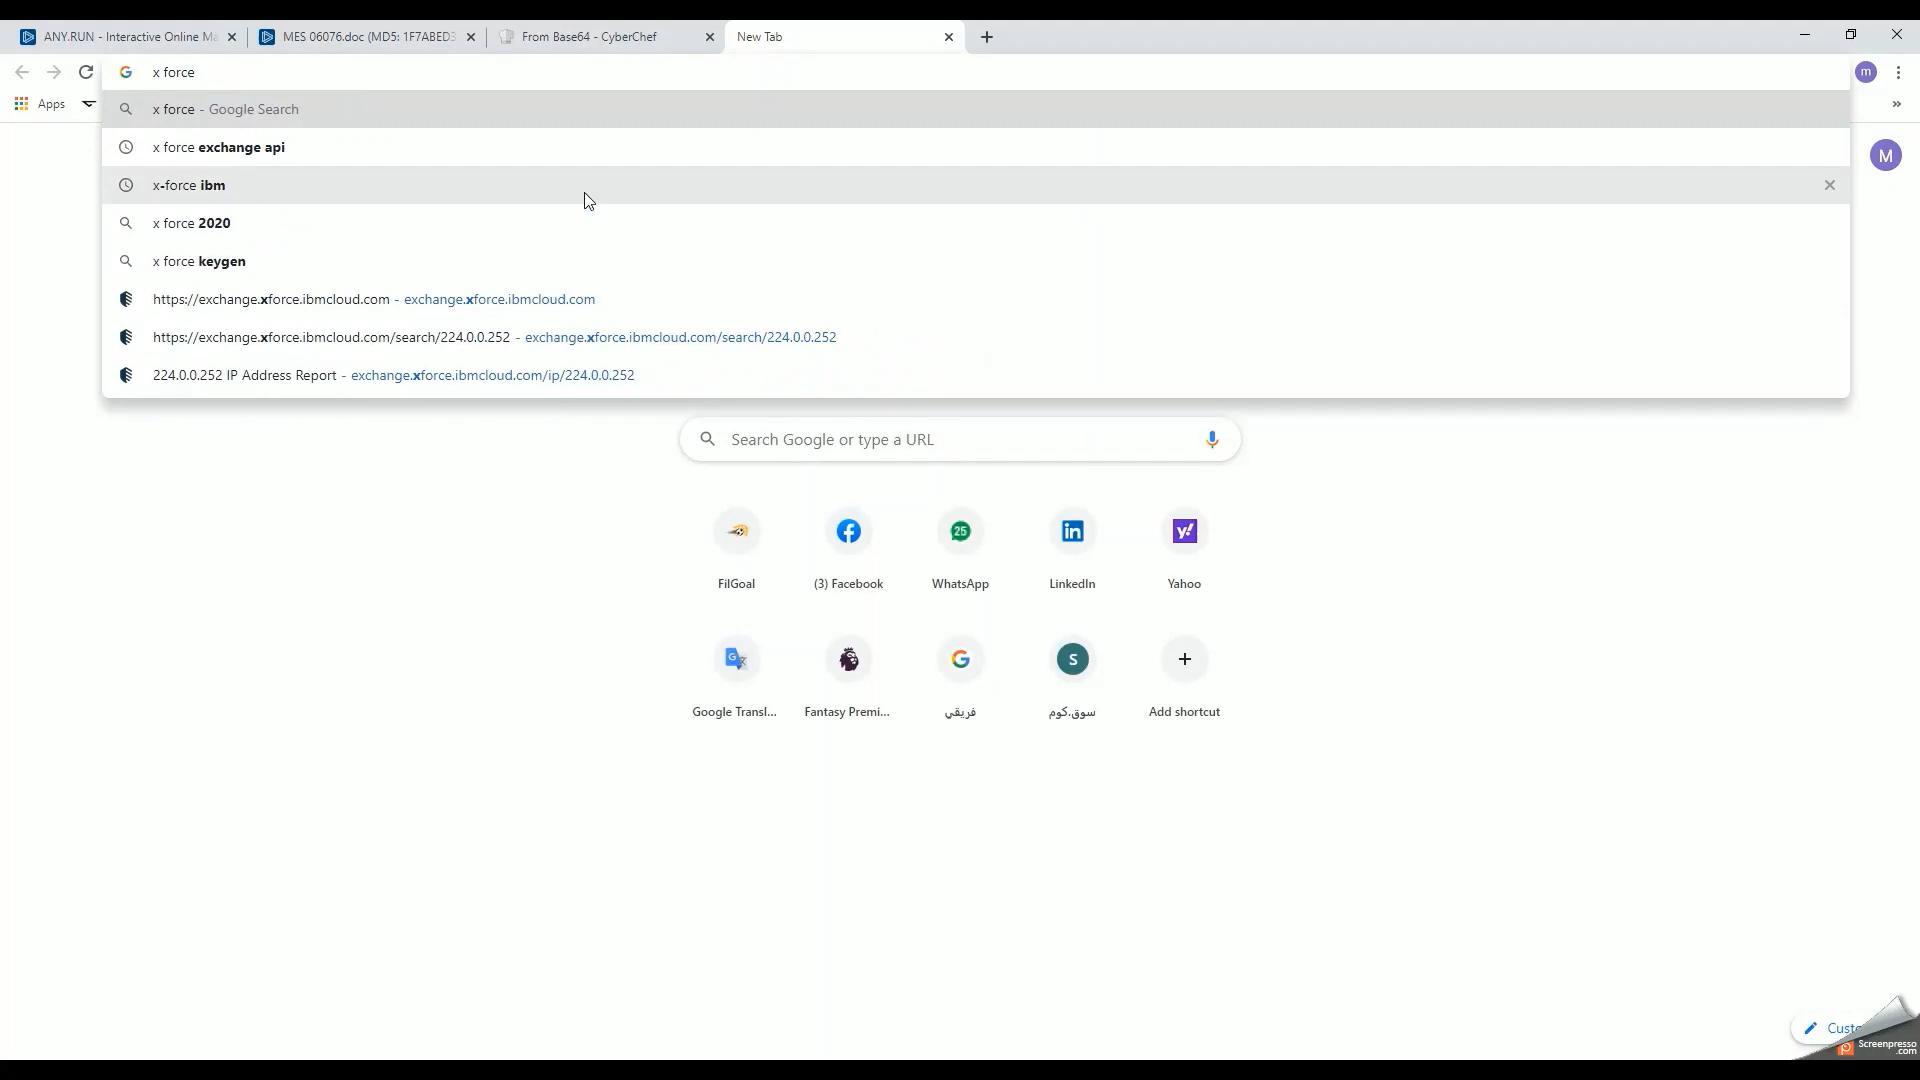 ANY.RUN - Interactive Online Ma
MES 06076.doc (MD5: 1F7ABED3
From Base64 - CyberChef
New Tab
x force
m
Apps
»
x force - Google Search
x force exchange api
M
x-force ibm
x force 2020
x force keygen
https://exchange.xforce.ibmcloud.com - exchange.xforce.ibmcloud.com
https://exchange.xforce.ibmcloud.com/search/224.0.0.252 - exchange.xforce.ibmcloud.com/search/224.0.0.252
224.0.0.252 IP Address Report - exchange.xforce.ibmcloud.com/ip/224.0.0.252
Search Google or type a URL
25
in
y!
FilGoal
(3) Facebook
WhatsApp
LinkedIn
Yahoo
S
Google Transl...
Fantasy Premi...
فريقي
سوق.كوم
Add shortcut
Custo
Screenpresso
.com